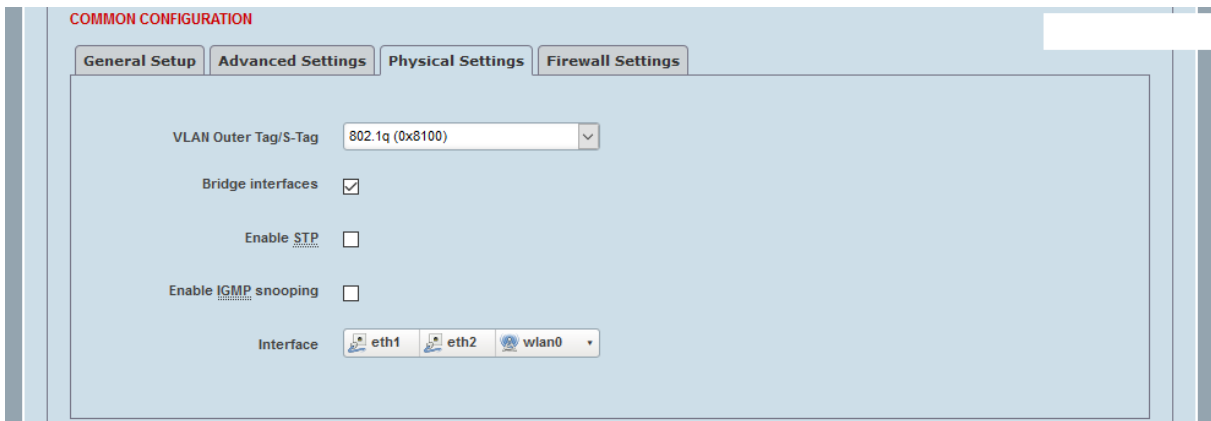 COMMON CONFIGURATION
General Setup Advanced Settings Physical Settings Firewall Settings
VLAN Outer Tag/S-Tag 802.1q (0x8100)
Bridge interfaces
Enable STP
Enable IGMP snooping
Interface eth1 eth2 wlan0